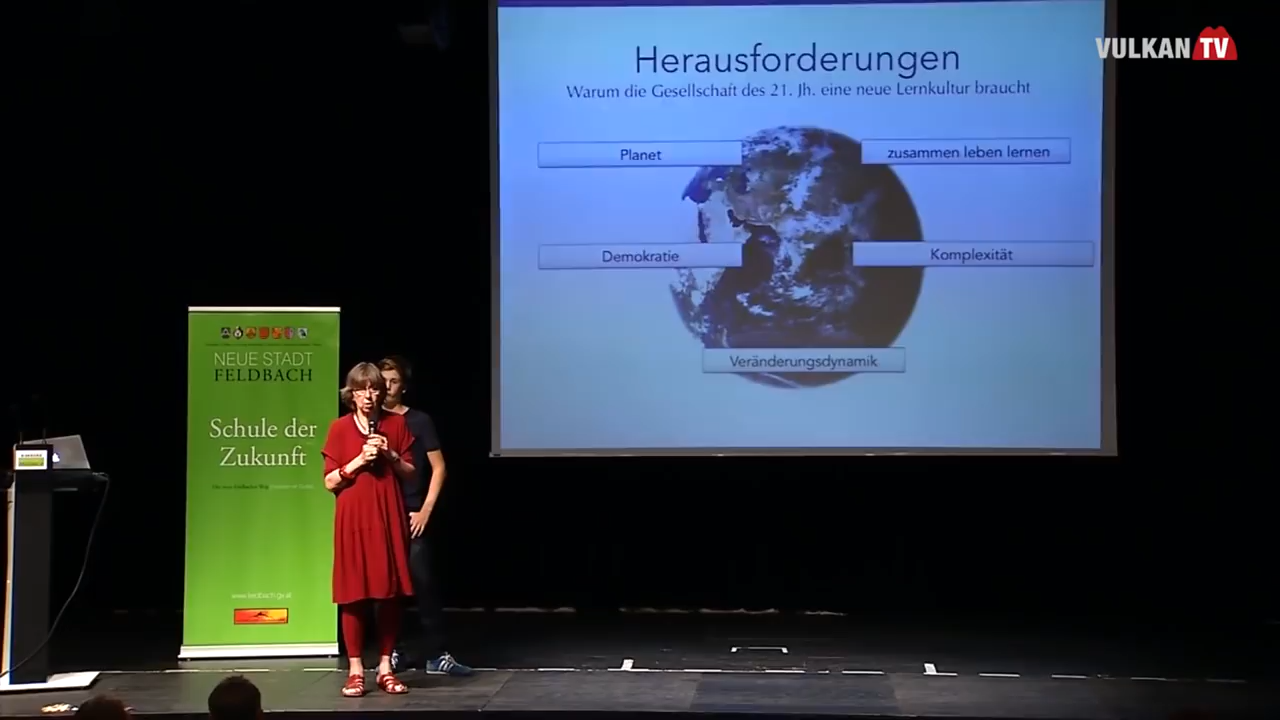 VULKAN TV
Herausforderungen
Warum die Gesellschaft des 21. Jh. eine neue Lernkultur braucht
Planet
zusammen leben lernen
Demokratie
Komplexität
Veränderungsdynamik
NEUE STADT
FELDBACH
Schule der
Zukunft
www.feldbach.gv.at